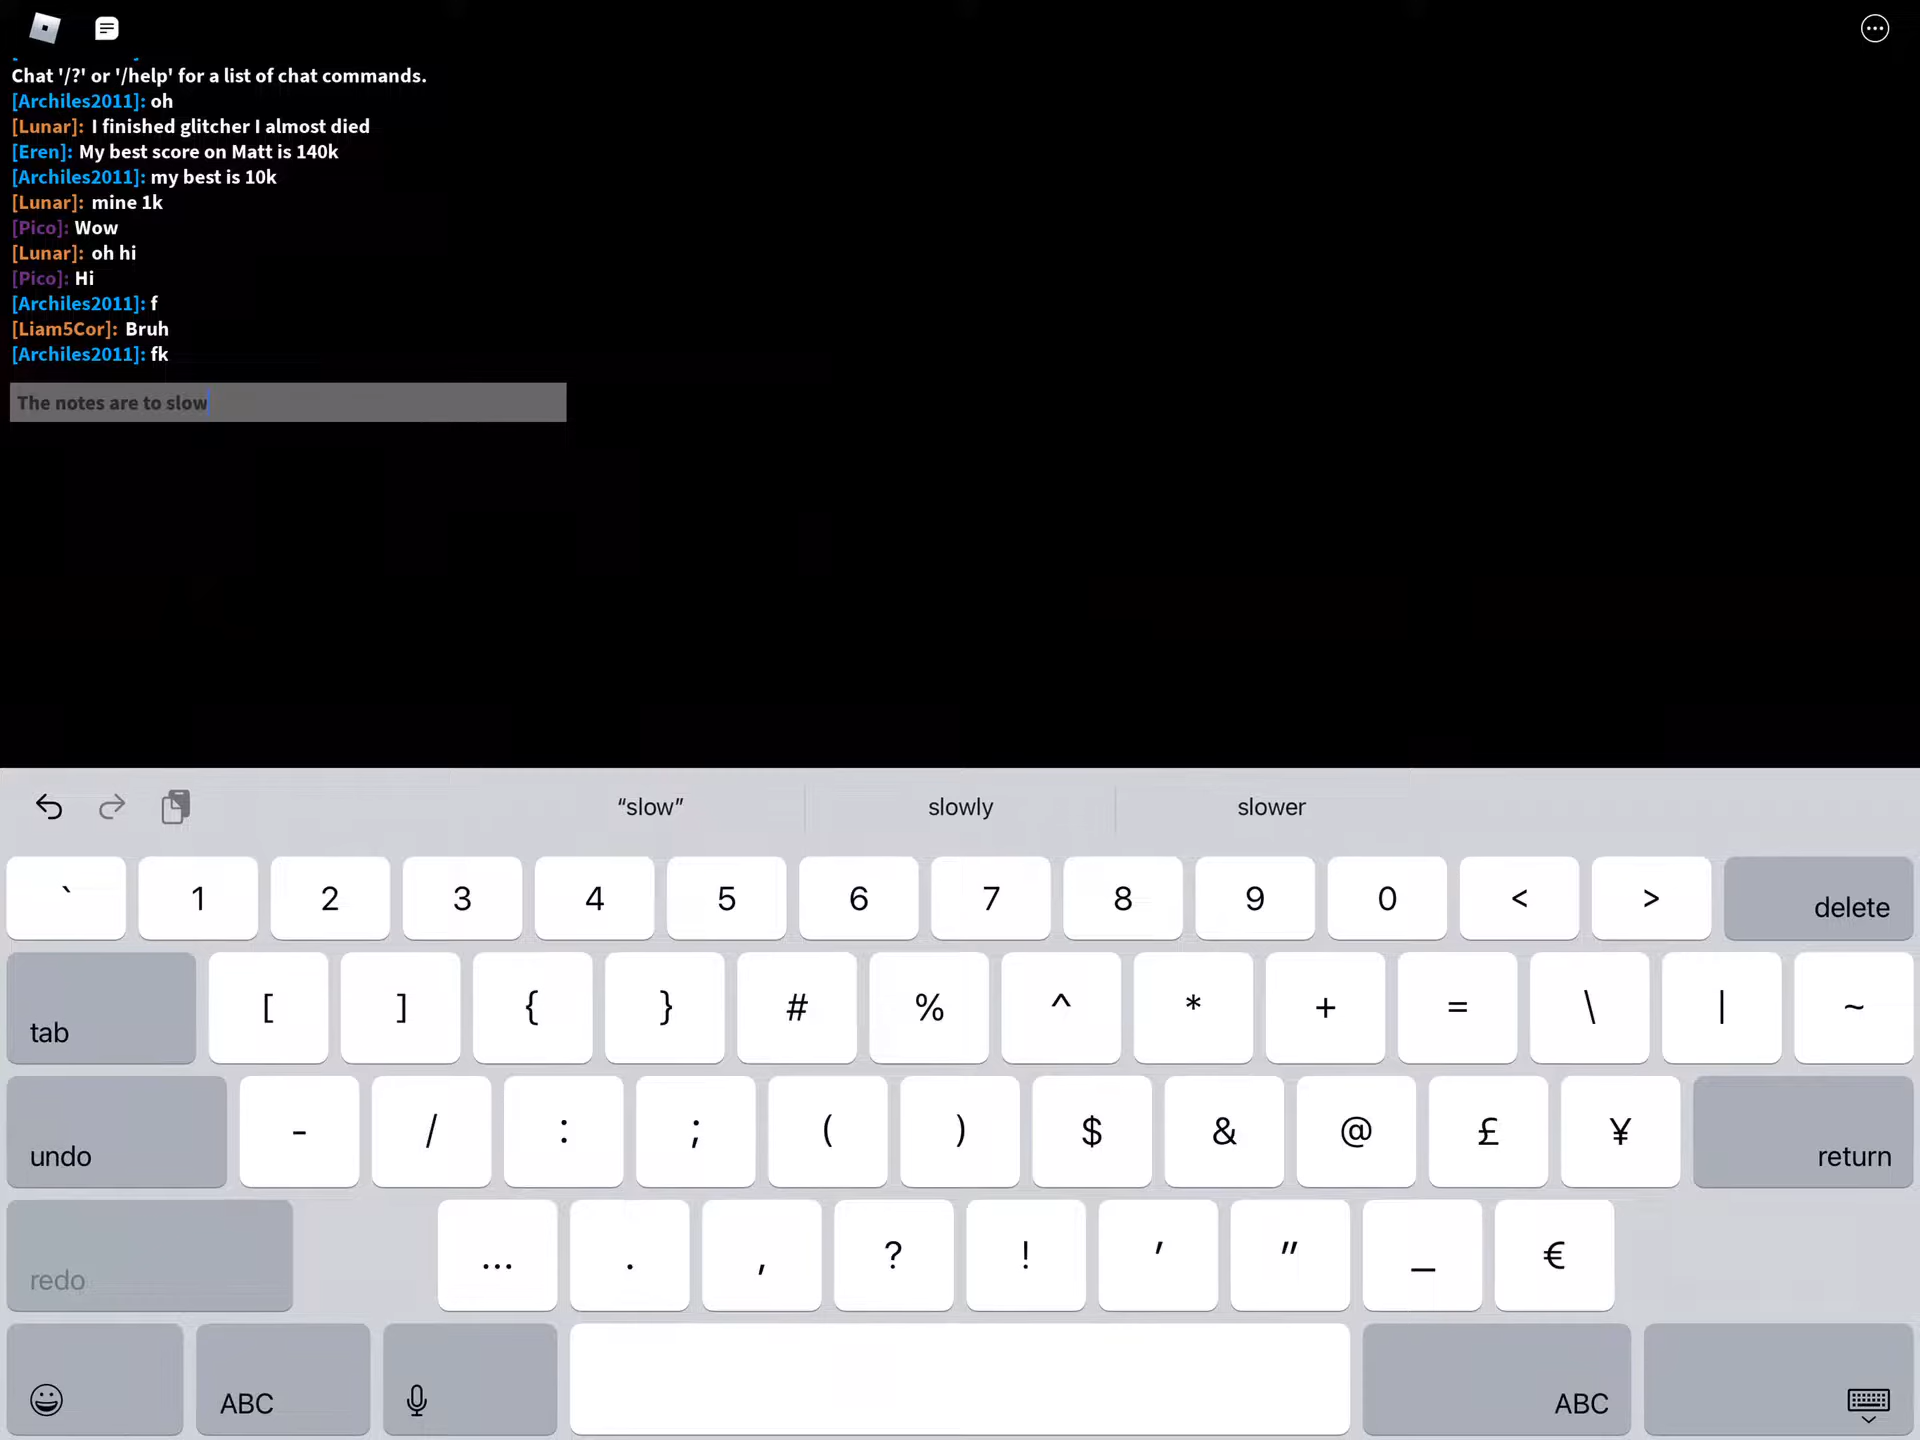 Chat '/?' or '/help' for a list of chat commands.
[Archiles2011]: oh
[Lunar]: I finished glitcher I almost died
[Eren]: My best score on Matt is 140k
[Archiles2011]: my best is 10k
[Lunar]: mine 1k
[Pico]: Wow
[Lunar]: oh hi
[Pico]: Hi
[Archiles2011]: f
[Liam5Cor]: Bruh
[Archiles2011]: fk
The notes are to slow
“slow” slowly slower
` 1 2 3 4 5 6 7 8 9 0 < > delete
tab [ ] { } # % ^ * + = \ | ~
undo - / : ; ( ) $ & @ £ ¥ return
redo ... . , ? ! ' " _ €
ABC ABC